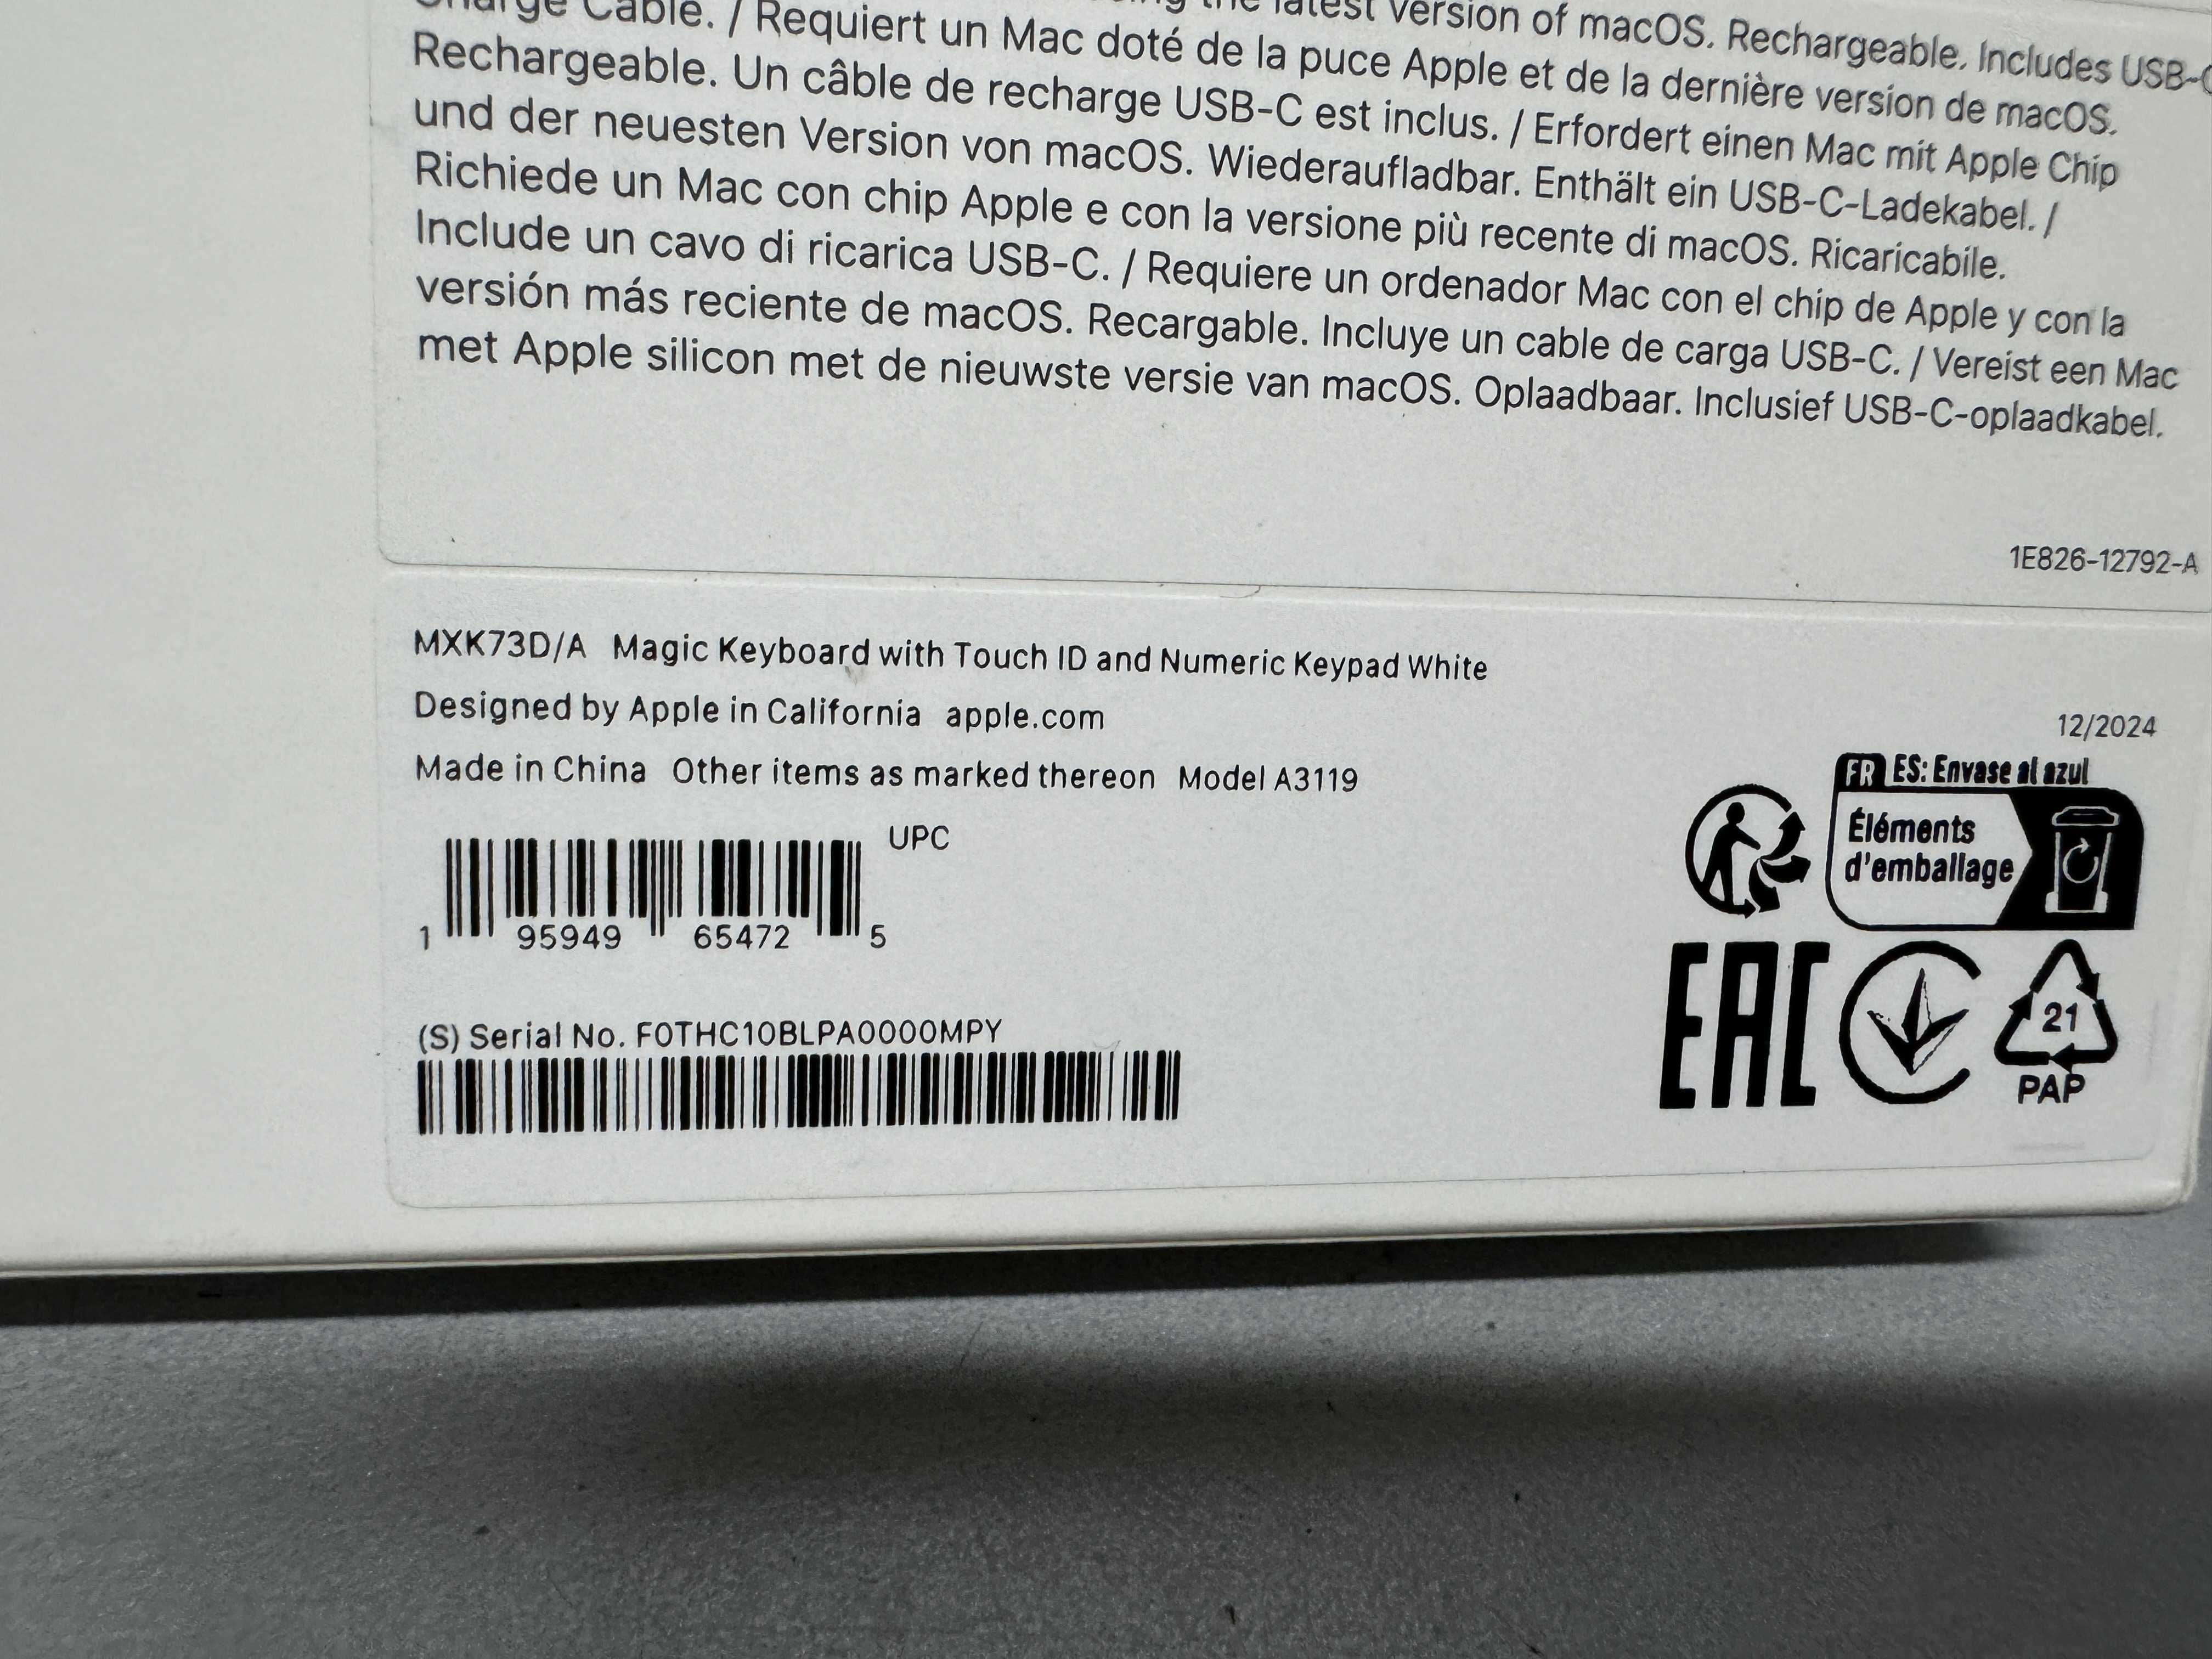 Charge Cable. / Requiert un Mac doté de la puce Apple et de la dernière version de macOS.
the latest version of macOS. Rechargeable. Includes USB-C
Rechargeable. Un câble de recharge USB-C est inclus. / Erfordert einen Mac mit Apple Chip
und der neuesten Version von macOS. Wiederaufladbar. Enthält ein USB-C-Ladekabel. /
Richiede un Mac con chip Apple e con la versione più recente di macOS. Ricaricabile.
Include un cavo di ricarica USB-C. / Requiere un ordenador Mac con el chip de Apple y con la
versión más reciente de macOS. Recargable. Incluye un cable de carga USB-C. / Vereist een Mac
met Apple silicon met de nieuwste versie van macOS. Oplaadbaar. Inclusief USB-C-oplaadkabel.
1E826-12792-A
MXK73D/A Magic Keyboard with Touch ID and Numeric Keypad White
Designed by Apple in California apple.com
Made in China Other items as marked thereon Model A3119
UPC
1 95949 65472 5
(S) Serial No. F0THC10BLPA0000MPY
12/2024
FR ES: Envase al azul
Éléments
d'emballage
EAC
21
PAP